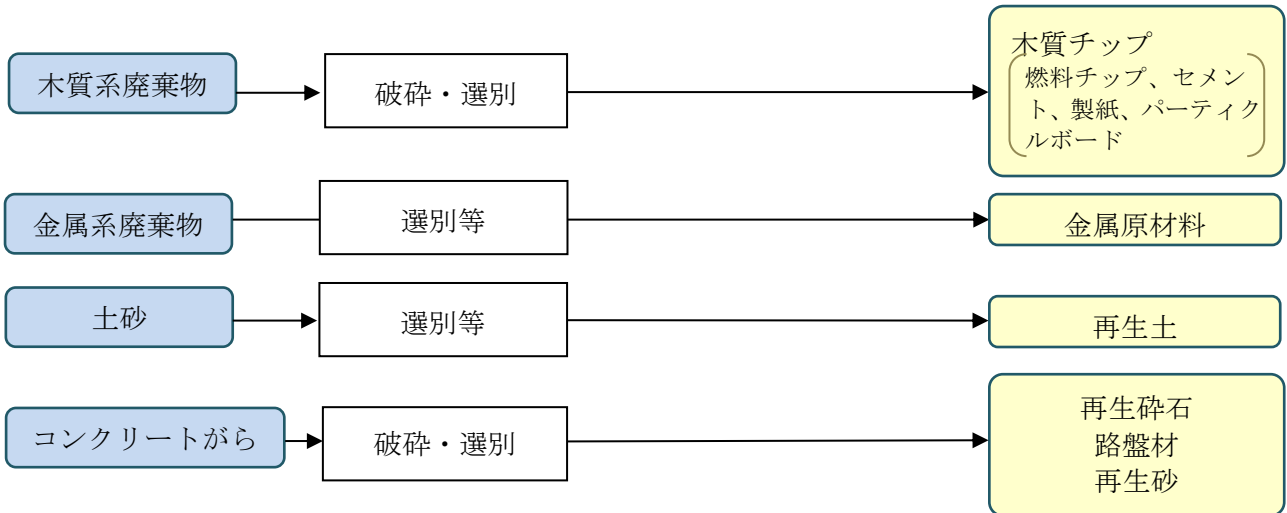 木質系廃棄物
破砕・選別
木質チップ
燃料チップ、セメン
ト、製紙、パーティク
ルボード
金属系廃棄物
選別等
金属原材料
土砂
選別等
再生土
コンクリートがら
破砕・選別
再生砕石
路盤材
再生砂